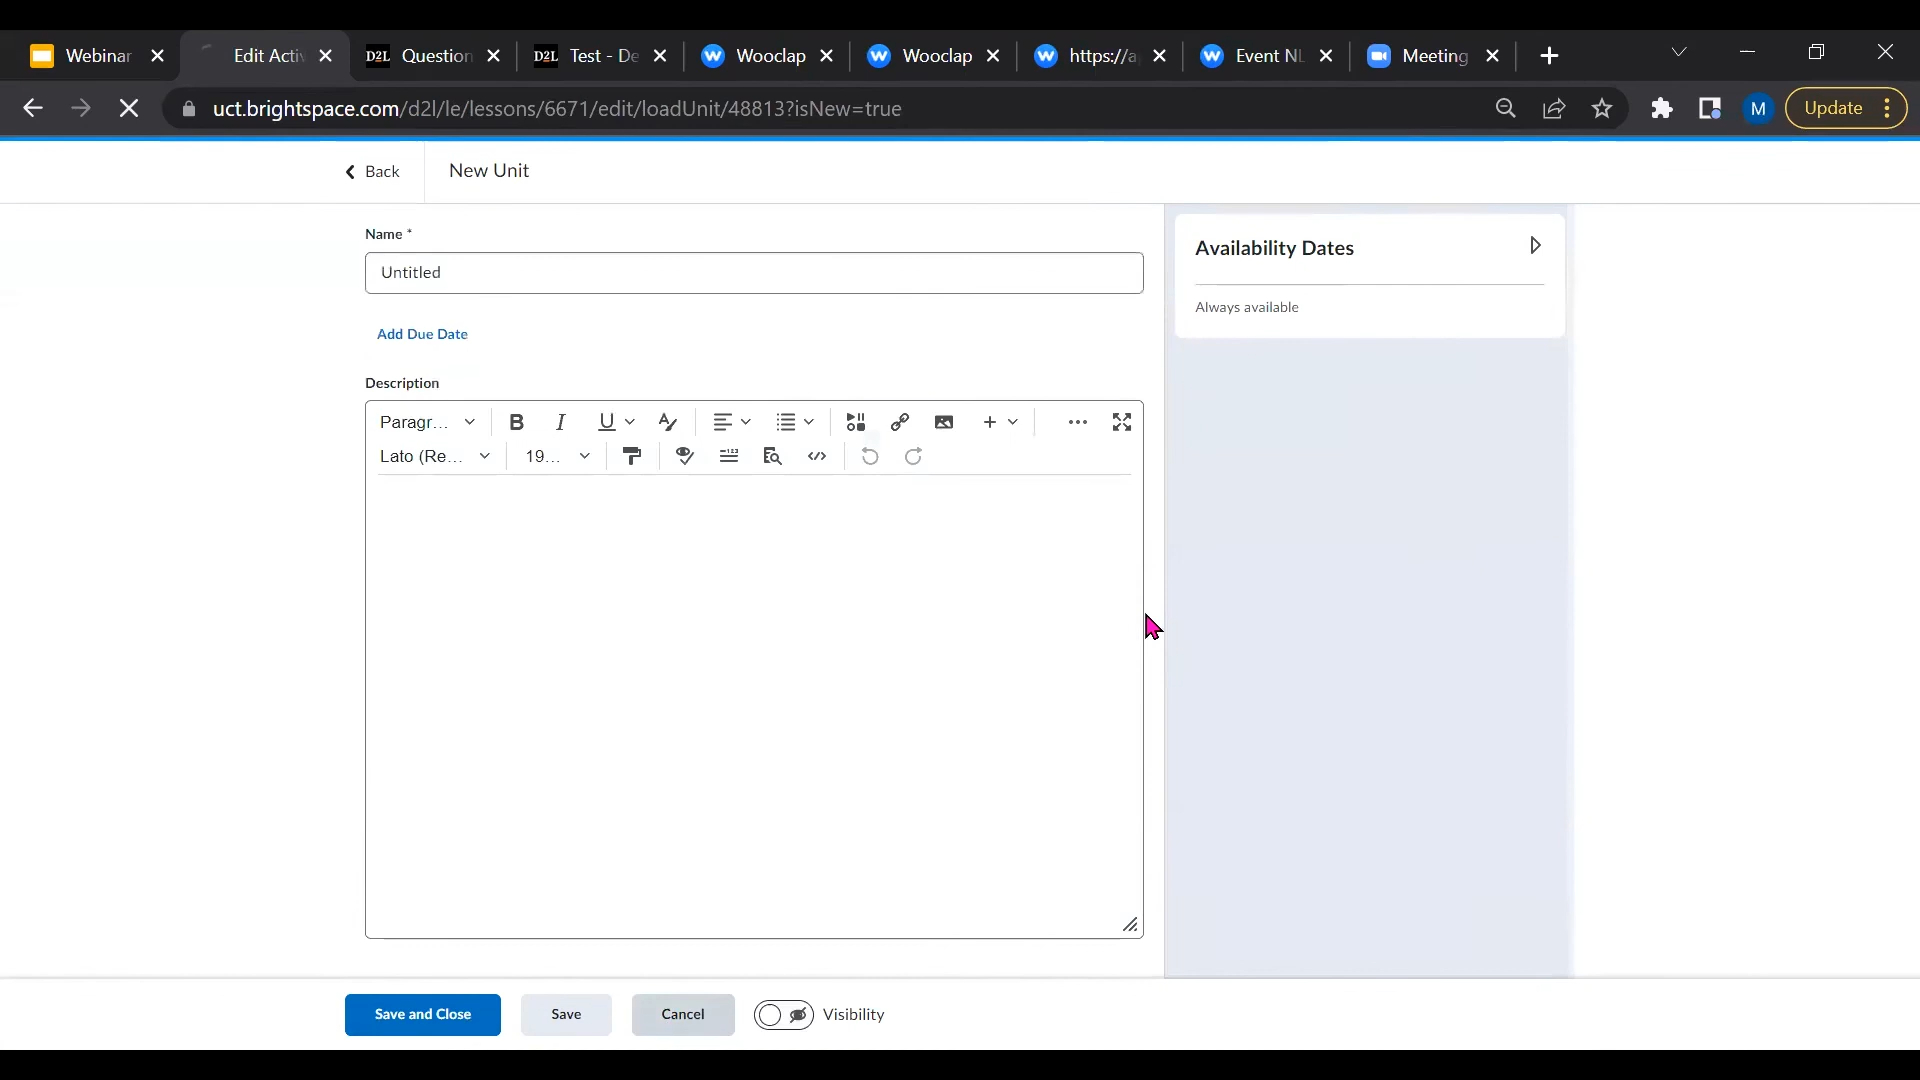 Webinar
Edit Activ
D2L Question
D2L Test - De
Wooclap
Wooclap
https://a
Event NL
Meeting
uct.brightspace.com/d2l/le/lessons/6671/edit/loadUnit/48813?isNew=true
M
Update
Back
New Unit
Name *
Untitled
Add Due Date
Description
Paragr...
B I U
Lato (Re...
19...
Availability Dates
Always available
Save and Close
Save
Cancel
Visibility